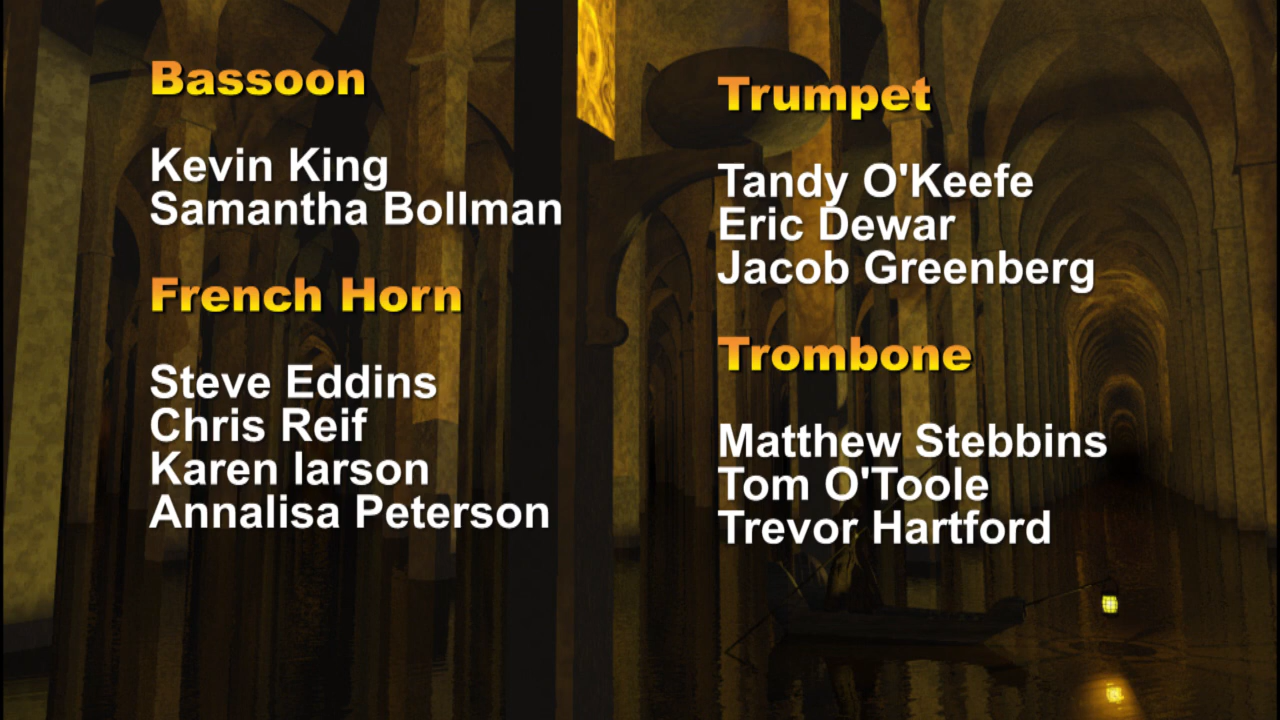 Bassoon
Kevin King
Samantha Bollman
French Horn
Steve Eddins
Chris Reif
Karen larson
Annalisa Peterson
Trumpet
Tandy O'Keefe
Eric Dewar
Jacob Greenberg
Trombone
Matthew Stebbins
Tom O'Toole
Trevor Hartford